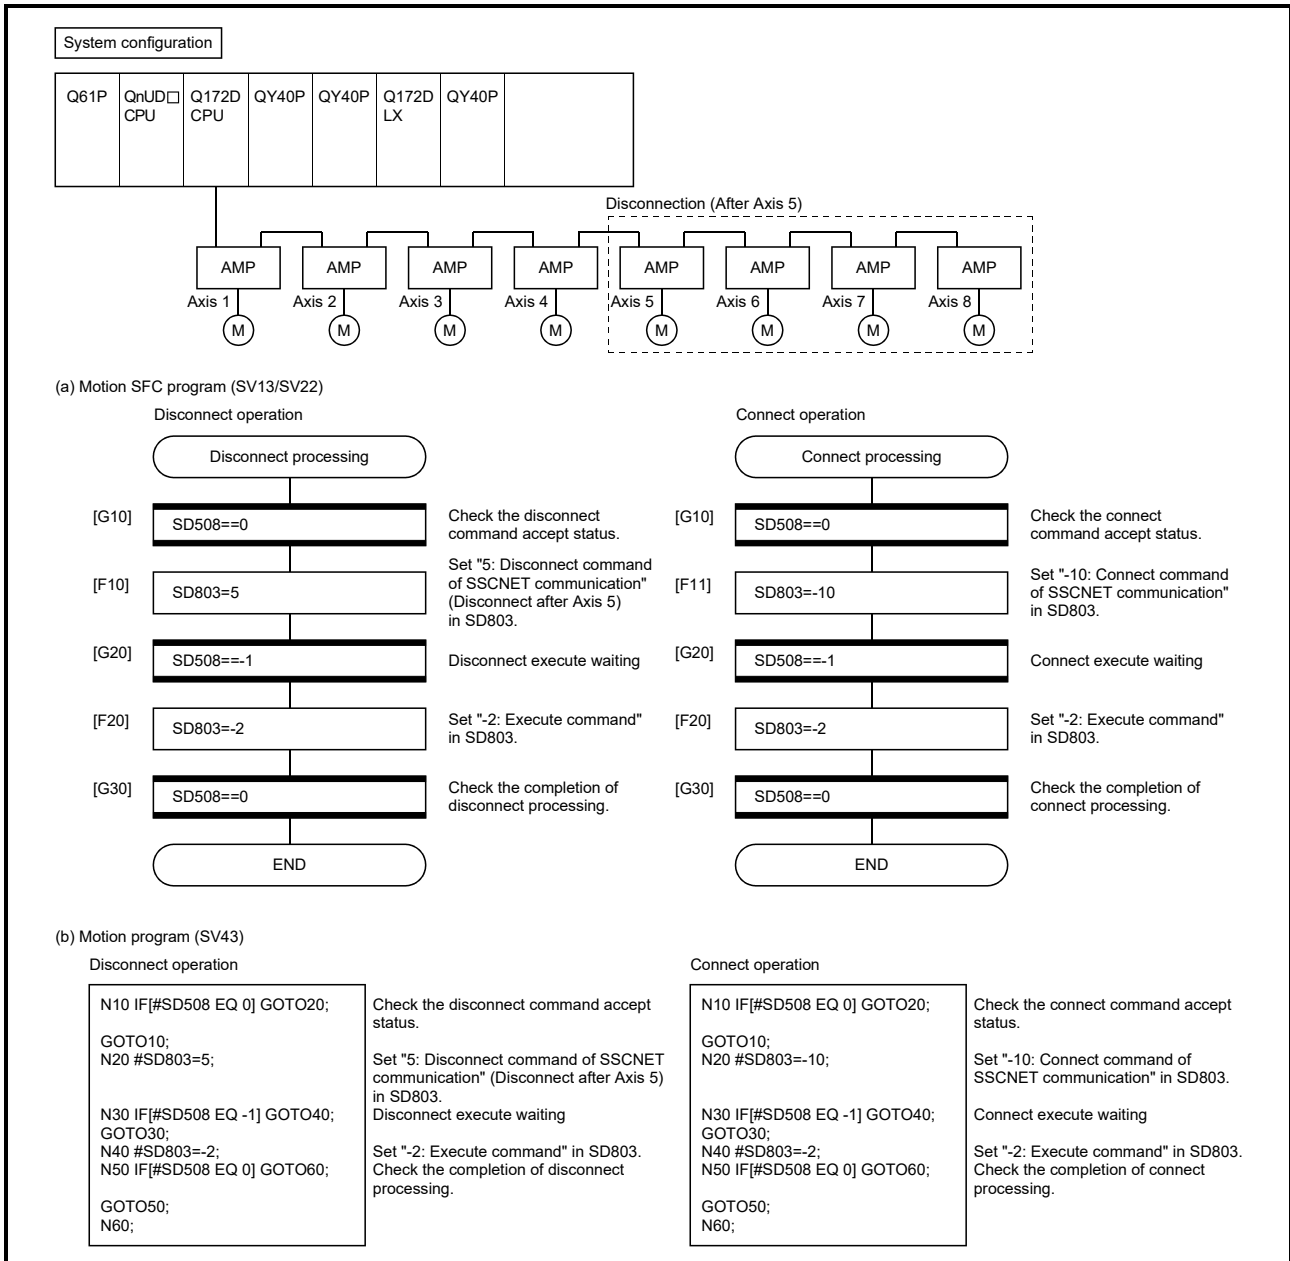 System configuration
Q61P
QnUD□
CPU
Q172D
CPU
QY40P
QY40P
Q172D
LX
QY40P
Disconnection (After Axis 5)
AMP
AMP
AMP
AMP
AMP
AMP
AMP
AMP
Axis 1
Axis 2
Axis 3
Axis 4
Axis 5
Axis 6
Axis 7
Axis 8
M
M
M
M
M
M
M
M
(a) Motion SFC program (SV13/SV22)
Disconnect operation
Disconnect processing
[G10]
SD508==0
Check the disconnect
command accept status.
[F10]
SD803=5
Set "5: Disconnect command
of SSCNET communication"
(Disconnect after Axis 5)
in SD803.
[G20]
SD508==-1
Disconnect execute waiting
[F20]
SD803=-2
Set "-2: Execute command"
in SD803.
[G30]
SD508==0
Check the completion of
disconnect processing.
END
Connect operation
Connect processing
[G10]
SD508==0
Check the connect
command accept status.
[F11]
SD803=-10
Set "-10: Connect command
of SSCNET communication"
in SD803.
[G20]
SD508==-1
Connect execute waiting
[F20]
SD803=-2
Set "-2: Execute command"
in SD803.
[G30]
SD508==0
Check the completion of
connect processing.
END
(b) Motion program (SV43)
Disconnect operation
N10 IF[#SD508 EQ 0] GOTO20;
Check the disconnect command accept
status.
GOTO10;
N20 #SD803=5;
Set "5: Disconnect command of SSCNET
communication" (Disconnect after Axis 5)
in SD803.
N30 IF[#SD508 EQ -1] GOTO40;
Disconnect execute waiting
GOTO30;
N40 #SD803=-2;
Set "-2: Execute command" in SD803.
N50 IF[#SD508 EQ 0] GOTO60;
Check the completion of disconnect
processing.
GOTO50;
N60;
Connect operation
N10 IF[#SD508 EQ 0] GOTO20;
Check the connect command accept
status.
GOTO10;
N20 #SD803=-10;
Set "-10: Connect command of
SSCNET communication" in SD803.
N30 IF[#SD508 EQ -1] GOTO40;
Connect execute waiting
GOTO30;
N40 #SD803=-2;
Set "-2: Execute command" in SD803.
N50 IF[#SD508 EQ 0] GOTO60;
Check the completion of connect
processing.
GOTO50;
N60;